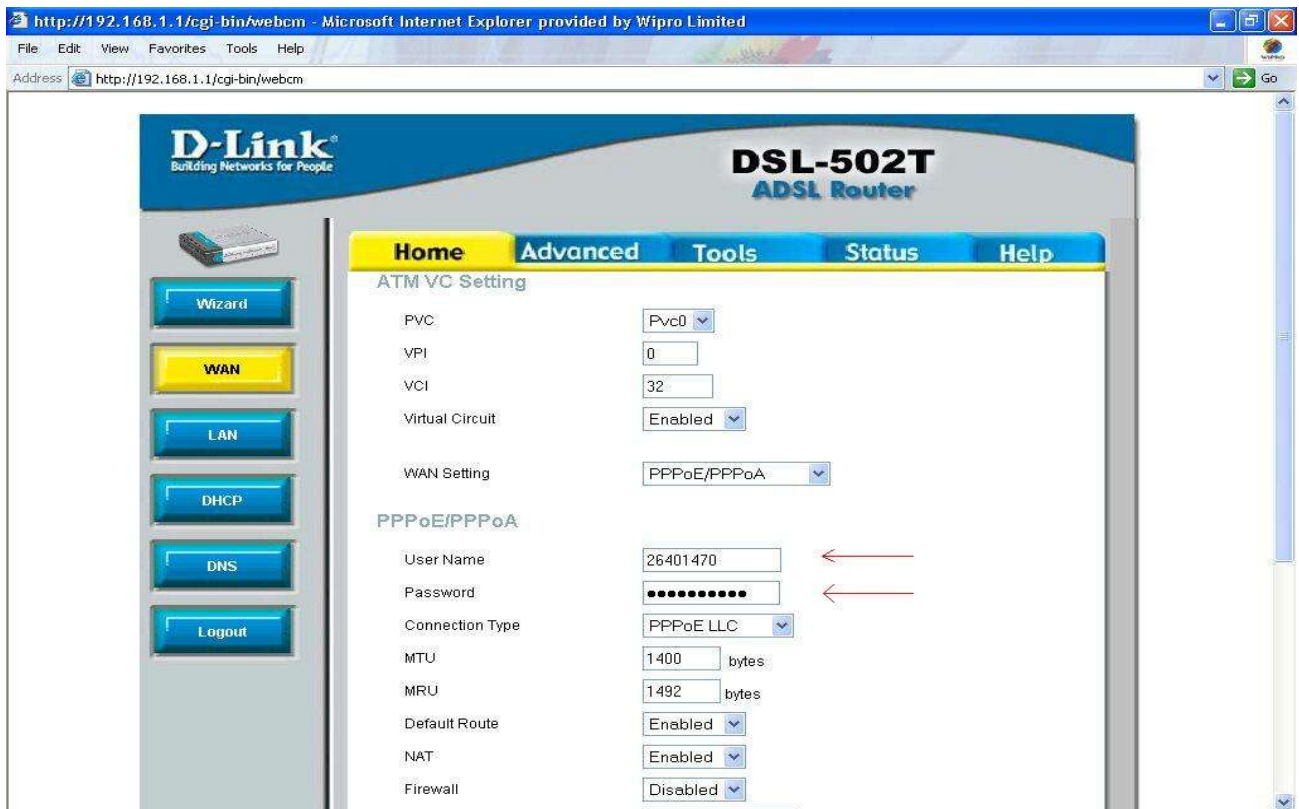 http://192.168.1.1/cgi-bin/webcm - Microsoft Internet Explorer provided by Wipro Limited
File Edit View Favorites Tools Help
WIPRO
Address http://192.168.1.1/cgi-bin/webcm Go
D-Link
Building Networks for People
DSL-502T
ADSL Router
Home Advanced Tools Status Help
Wizard
WAN
LAN
DHCP
DNS
Logout
ATM VC Setting
PVC Pvc0
VPI 0
VCI 32
Virtual Circuit Enabled
WAN Setting PPPoE/PPPoA
PPPoE/PPPoA
User Name 26401470
Password ••••••••••
Connection Type PPPoE LLC
MTU 1400 bytes
MRU 1492 bytes
Default Route Enabled
NAT Enabled
Firewall Disabled